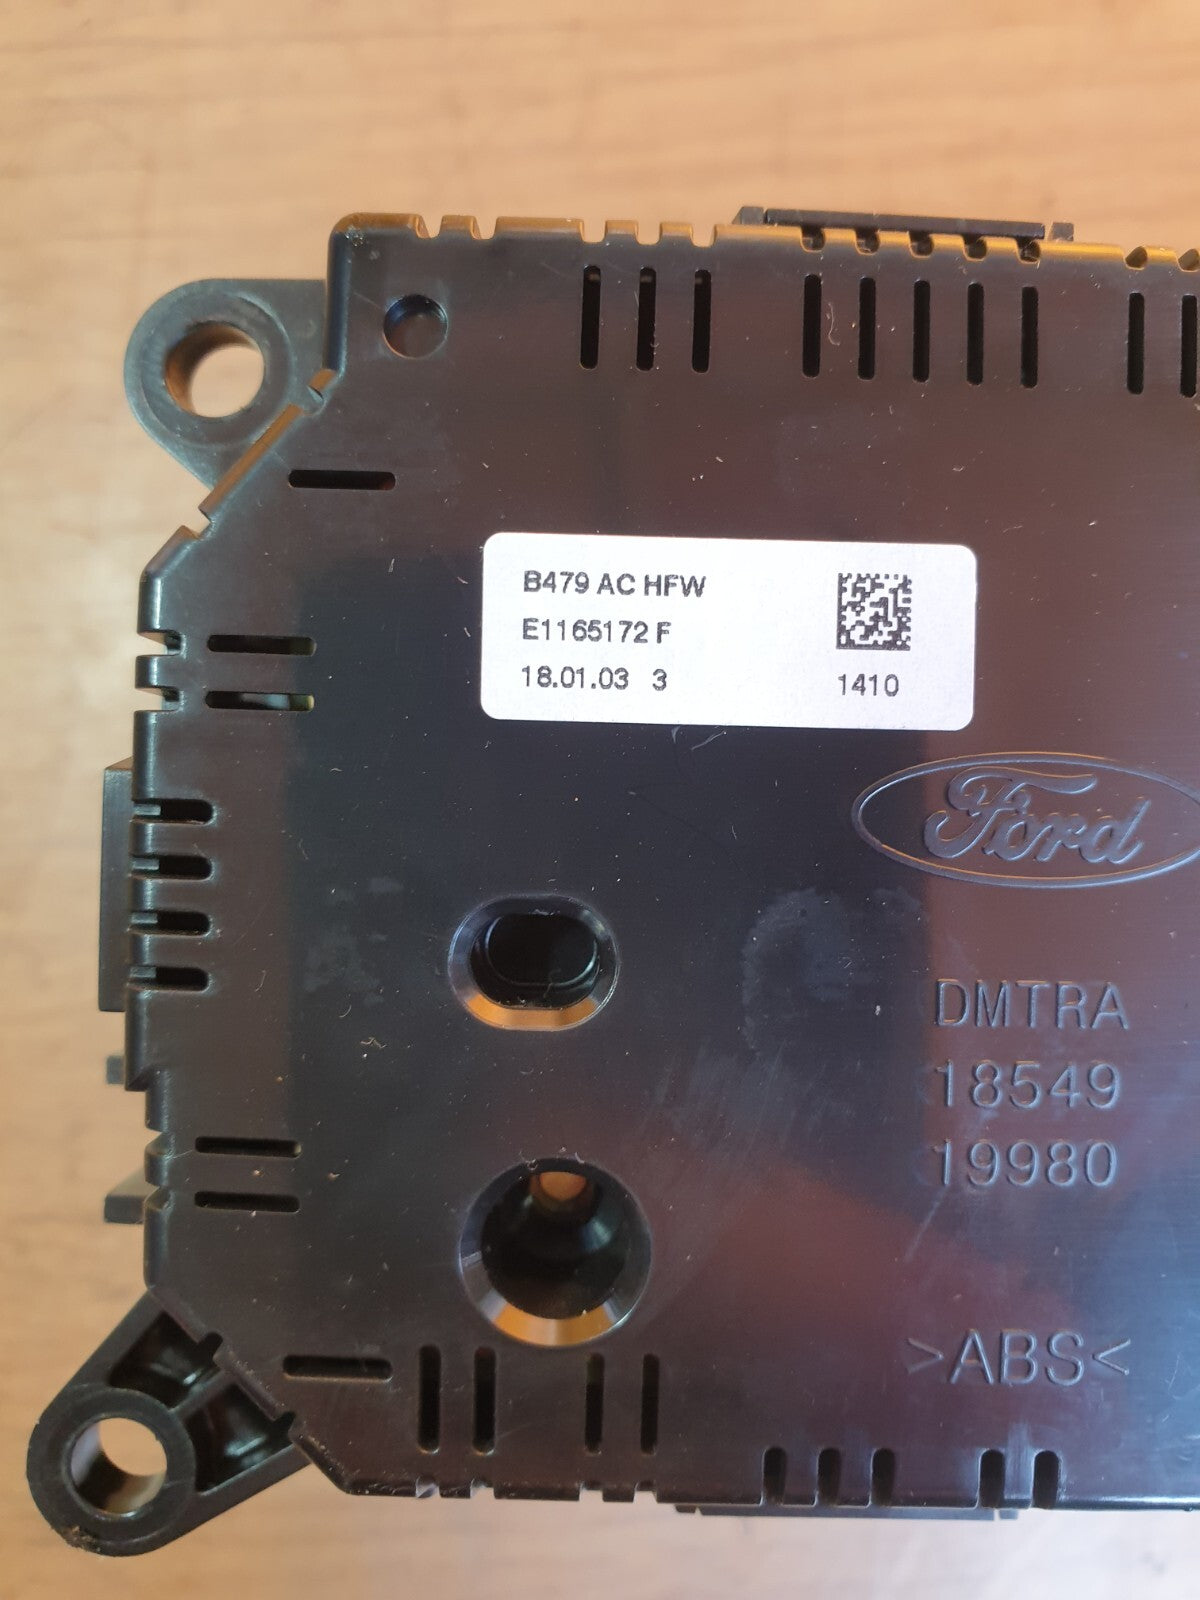 B479 AC HFW
E1165172 F
18.01.03 3
1410
Ford
DMTRA
18549
19980
>ABS<